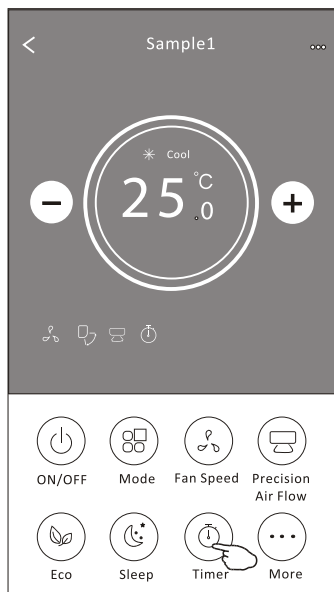 Sample1
Cool
25.0 °C
ON/OFF Mode Fan Speed Precision Air Flow
Eco Sleep Timer More